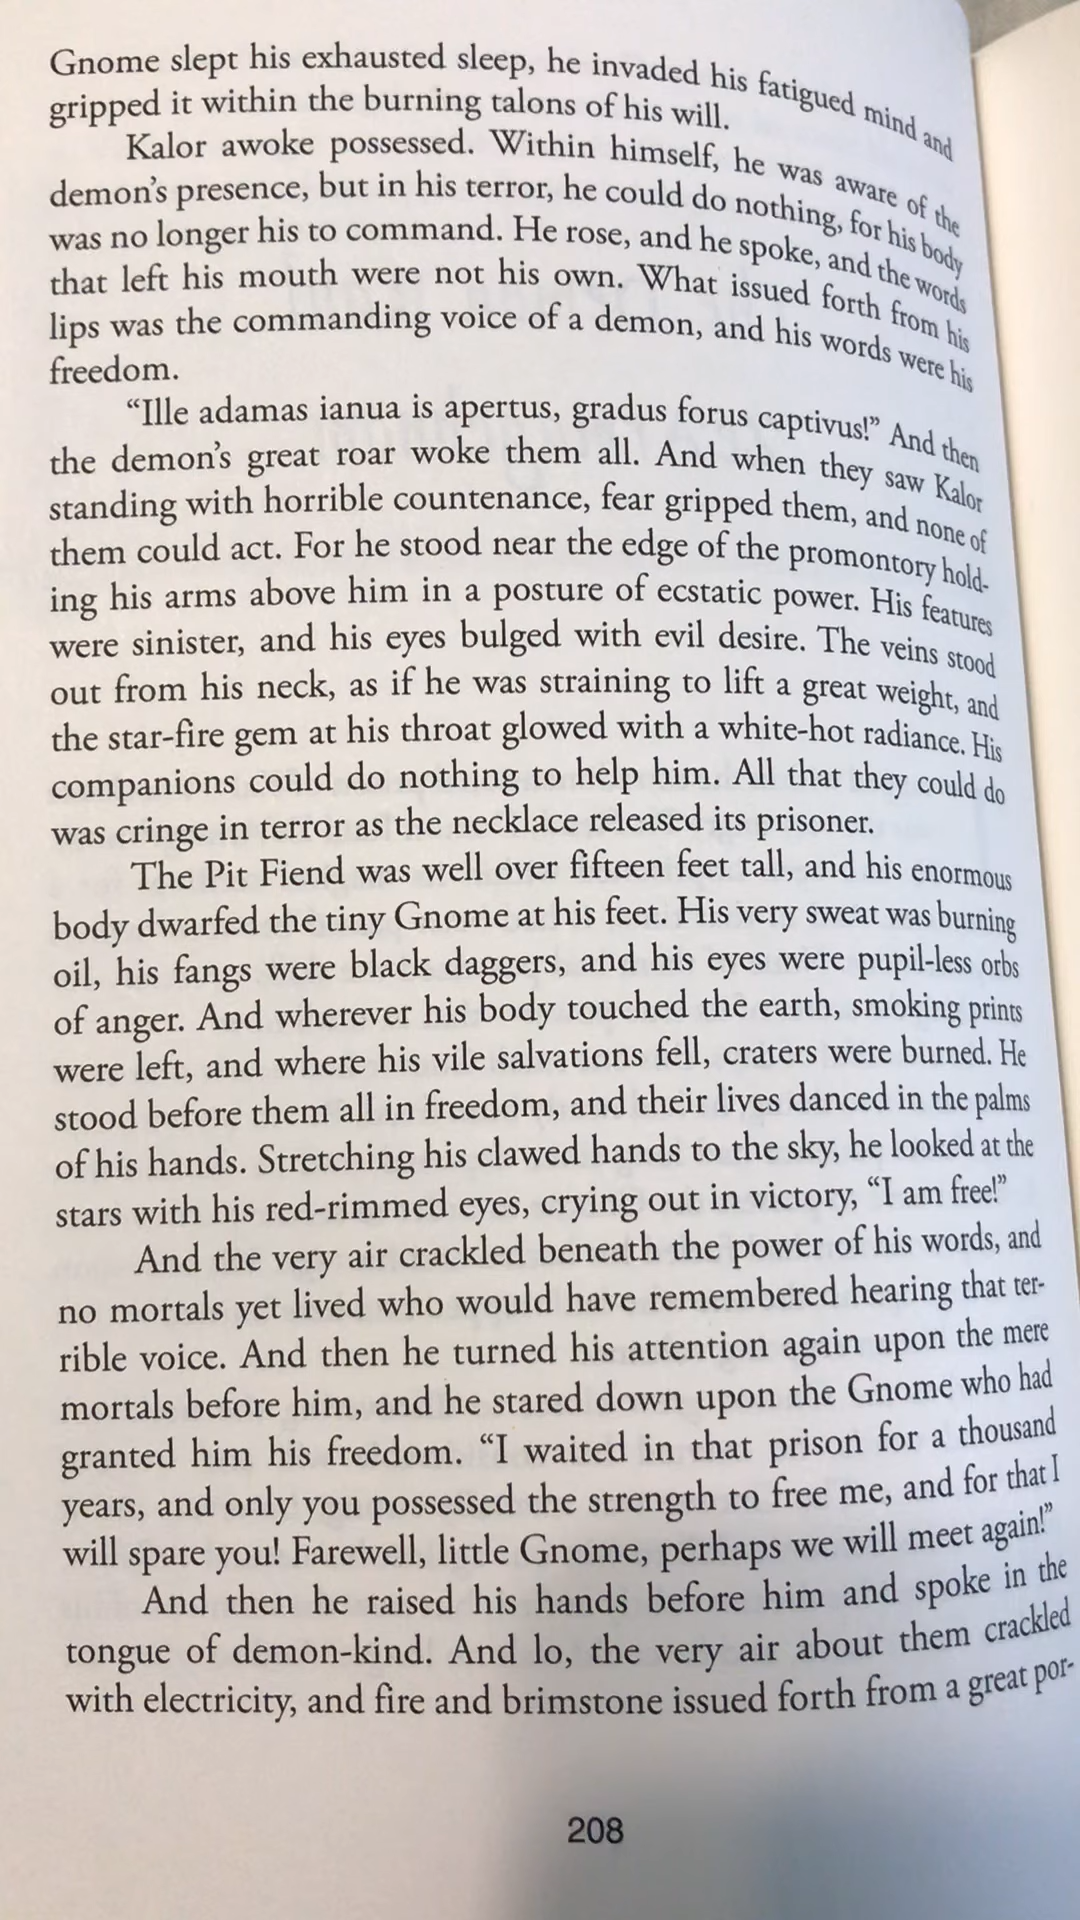 Gnome slept his exhausted sleep, he invaded his fatigued mind and
gripped it within the burning talons of his will.
Kalor awoke possessed. Within himself, he was aware of the
demon's presence, but in his terror, he could do nothing, for his body
was no longer his to command. He rose, and he spoke, and the words
that left his mouth were not his own. What issued forth from his
lips was the commanding voice of a demon, and his words were his
freedom.
“Ille adamas ianua is apertus, gradus forus captivus!” And then
the demon's great roar woke them all. And when they saw Kalor
standing with horrible countenance, fear gripped them, and none of
them could act. For he stood near the edge of the promontory hold-
ing his arms above him in a posture of ecstatic power. His features
were sinister, and his eyes bulged with evil desire. The veins stood
out from his neck, as if he was straining to lift a great weight, and
the star-fire gem at his throat glowed with a white-hot radiance. His
companions could do nothing to help him. All that they could do
was cringe in terror as the necklace released its prisoner.
The Pit Fiend was well over fifteen feet tall, and his enormous
body dwarfed the tiny Gnome at his feet. His very sweat was burning
oil, his fangs were black daggers, and his eyes were pupil-less orbs
of anger. And wherever his body touched the earth, smoking prints
were left, and where his vile salvations fell, craters were burned. He
stood before them all in freedom, and their lives danced in the palms
of his hands. Stretching his clawed hands to the sky, he looked at the
stars with his red-rimmed eyes, crying out in victory, “I am free!”
And the very air crackled beneath the power of his words, and
no mortals yet lived who would have remembered hearing that ter-
rible voice. And then he turned his attention again upon the mere
mortals before him, and he stared down upon the Gnome who had
granted him his freedom. “I waited in that prison for a thousand
years, and only you possessed the strength to free me, and for that I
will spare you! Farewell, little Gnome, perhaps we will meet again!”
And then he raised his hands before him and spoke in the
tongue of demon-kind. And lo, the very air about them crackled
with electricity, and fire and brimstone issued forth from a great por-
208